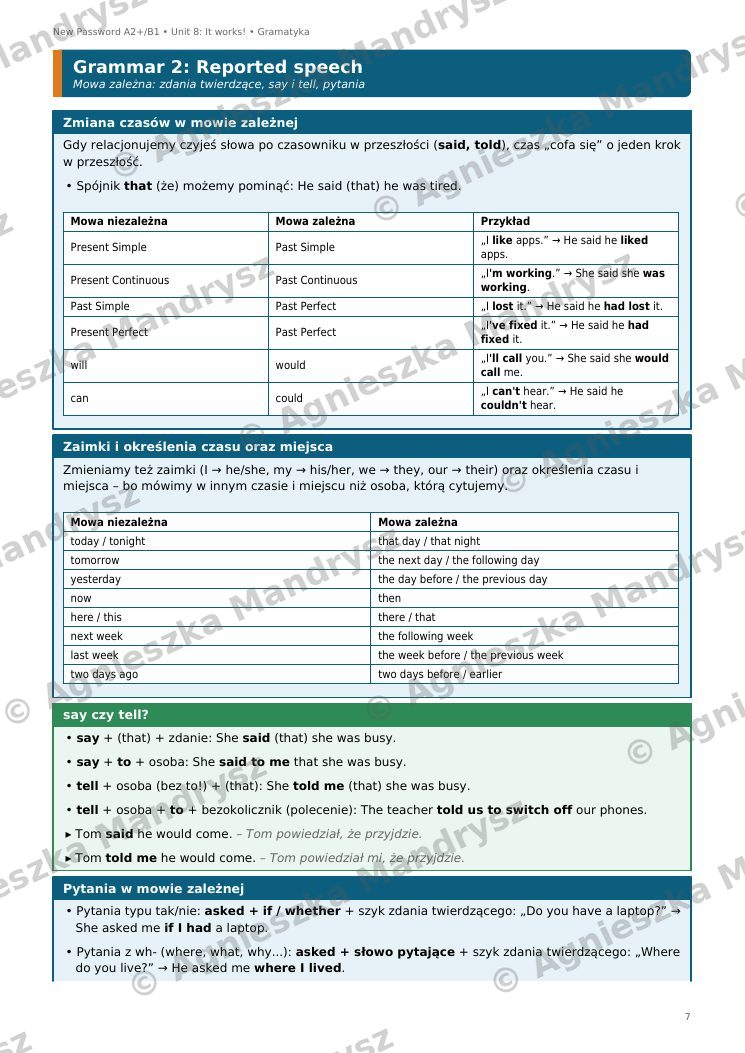 New Password A2+/B1 • Unit 8: It works! • Gramatyka
Grammar 2: Reported speech
Mowa zależna: zdania twierdzące, say i tell, pytania
Zmiana czasów w mowie zależnej
Gdy relacjonujemy czyjeś słowa po czasowniku w przeszłości (said, told), czas „cofa się” o jeden krok
w przeszłość.
• Spójnik that (że) możemy pominąć: He said (that) he was tired.
Mowa niezależna Mowa zależna Przykład
Present Simple Past Simple „I like apps.” → He said he liked
apps.
Present Continuous Past Continuous „I'm working.” → She said she was
working.
Past Simple Past Perfect „I lost it.” → He said he had lost it.
Present Perfect Past Perfect „I've fixed it.” → He said he had
fixed it.
will would „I'll call you.” → She said she would
call me.
can could „I can't hear.” → He said he
couldn't hear.
Zaimki i określenia czasu oraz miejsca
Zmieniamy też zaimki (I → he/she, my → his/her, we → they, our → their) oraz określenia czasu i
miejsca – bo mówimy w innym czasie i miejscu niż osoba, którą cytujemy.
Mowa niezależna Mowa zależna
today / tonight that day / that night
tomorrow the next day / the following day
yesterday the day before / the previous day
now then
here / this there / that
next week the following week
last week the week before / the previous week
two days ago two days before / earlier
say czy tell?
• say + (that) + zdanie: She said (that) she was busy.
• say + to + osoba: She said to me that she was busy.
• tell + osoba (bez to!) + (that): She told me (that) she was busy.
• tell + osoba + to + bezokolicznik (polecenie): The teacher told us to switch off our phones.
▸ Tom said he would come. – Tom powiedział, że przyjdzie.
▸ Tom told me he would come. – Tom powiedział mi, że przyjdzie.
Pytania w mowie zależnej
• Pytania typu tak/nie: asked + if / whether + szyk zdania twierdzącego: „Do you have a laptop?” →
She asked me if I had a laptop.
• Pytania z wh- (where, what, why...): asked + słowo pytające + szyk zdania twierdzącego: „Where
do you live?” → He asked me where I lived.
7
© Agnieszka Mandrysz